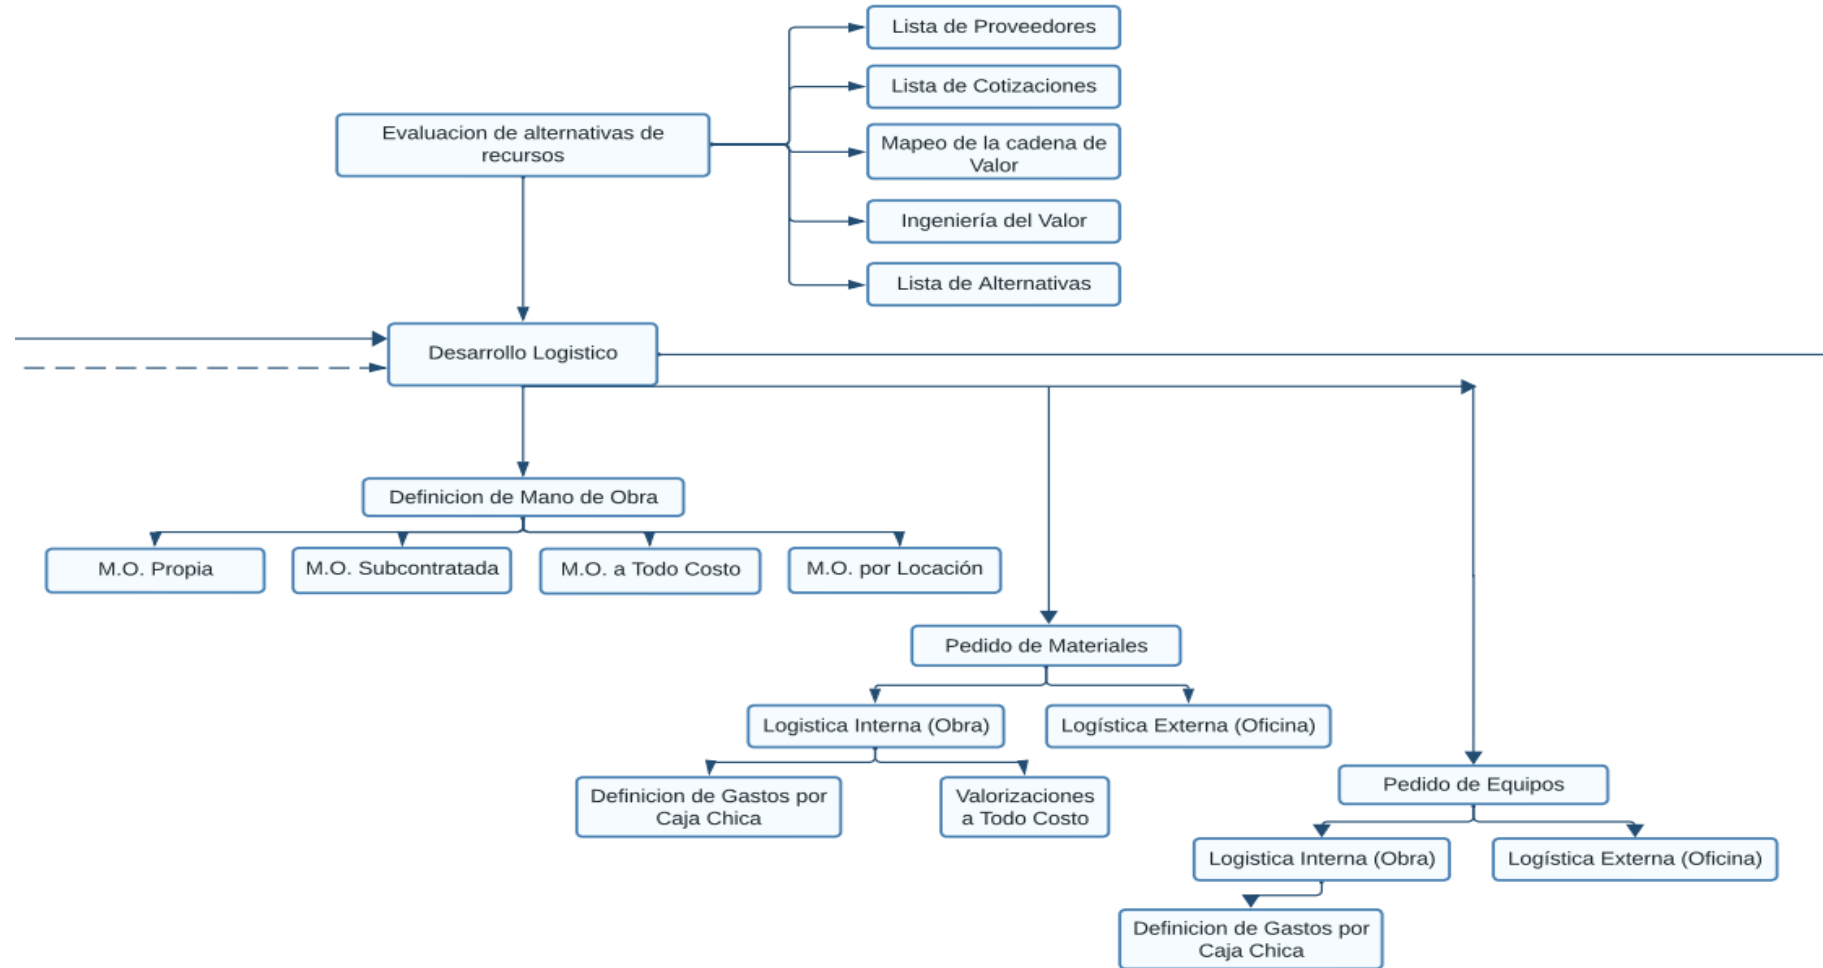 Lista de Proveedores
Lista de Cotizaciones
Evaluacion de alternativas de
recursos
Mapeo de la cadena de
Valor
Ingeniería del Valor
Lista de Alternativas
Desarrollo Logistico
Definicion de Mano de Obra
M.O. Propia
M.O. Subcontratada
M.O. a Todo Costo
M.O. por Locación
Pedido de Materiales
Logistica Interna (Obra)
Logística Externa (Oficina)
Definicion de Gastos por
Caja Chica
Valorizaciones
a Todo Costo
Pedido de Equipos
Logistica Interna (Obra)
Logística Externa (Oficina)
Definicion de Gastos por
Caja Chica